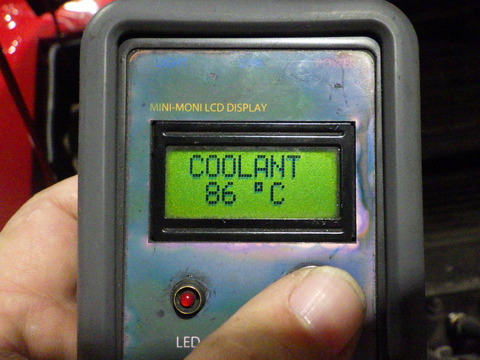 MINI-MONI LCD DISPLAY
COOLANT
86 °C
LED